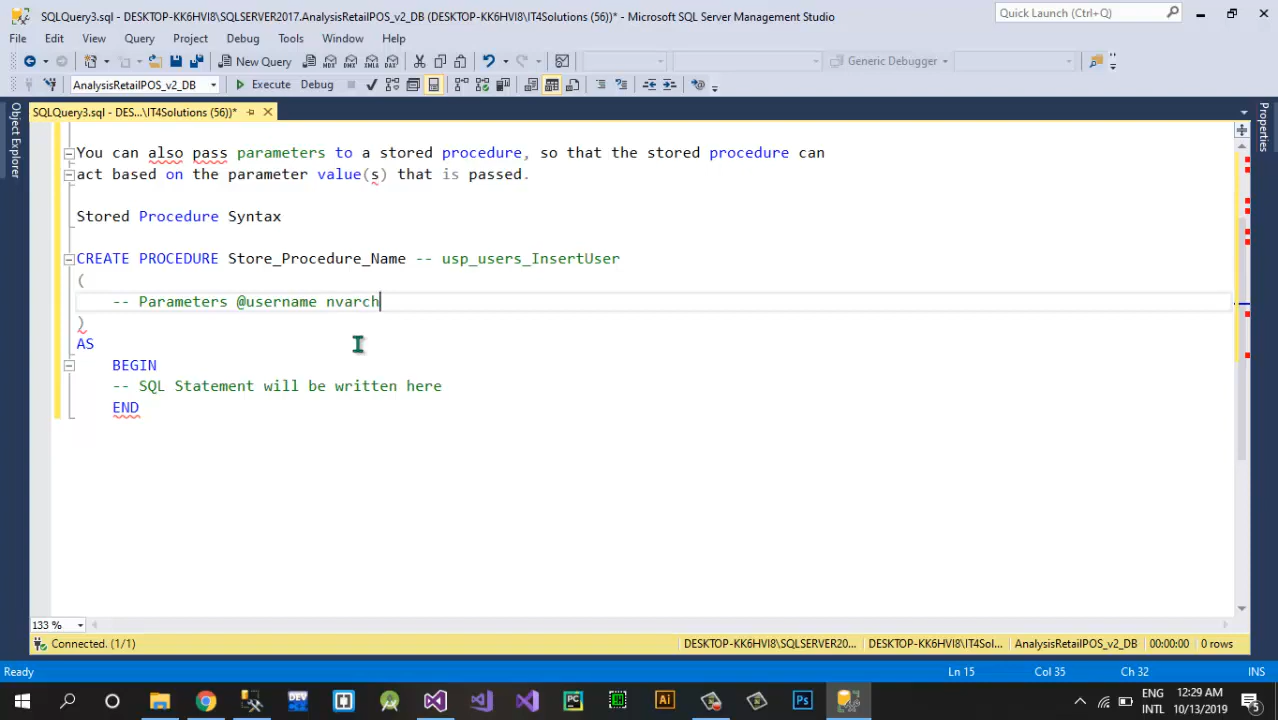 SQLQuery3.sql - DESKTOP-KK6HVI8\SQLSERVER2017.AnalysisRetailPOS_v2_DB (DESKTOP-KK6HVI8\IT4Solutions (56))* - Microsoft SQL Server Management Studio
Quick Launch (Ctrl+Q)
File Edit View Query Project Debug Tools Window Help
New Query
Generic Debugger
AnalysisRetailPOS_v2_DB
Execute Debug
SQLQuery3.sql - DES...\IT4Solutions (56))*
Object Explorer
Properties
You can also pass parameters to a stored procedure, so that the stored procedure can
act based on the parameter value(s) that is passed.
Stored Procedure Syntax
CREATE PROCEDURE Store_Procedure_Name -- usp_users_InsertUser
(
-- Parameters @username nvarch
)
AS
BEGIN
-- SQL Statement will be written here
END
133 %
Connected. (1/1)
DESKTOP-KK6HVI8\SQLSERVER20... DESKTOP-KK6HVI8\IT4Sol... AnalysisRetailPOS_v2_DB 00:00:00 0 rows
Ready
Ln 15 Col 35 Ch 32 INS
DEV
PC
Ai
Ps
ENG
INTL
12:29 AM
10/13/2019
5